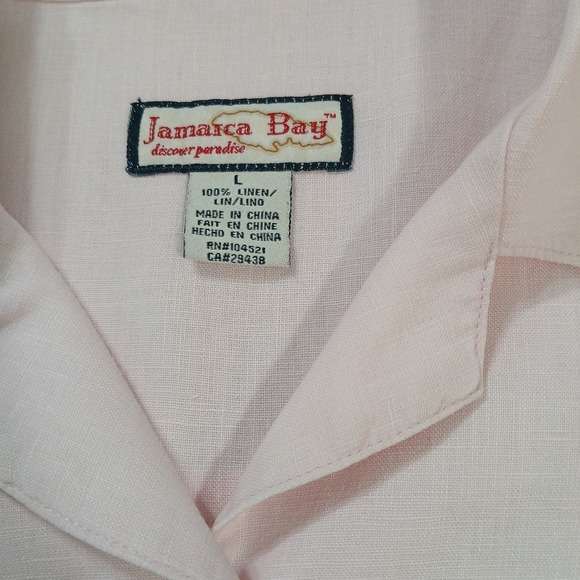 Jamaica Bay™
discover paradise
L
100% LINEN/
LIN/LINO
MADE IN CHINA
FAIT EN CHINE
HECHO EN CHINA
RN#104521
CA#29438